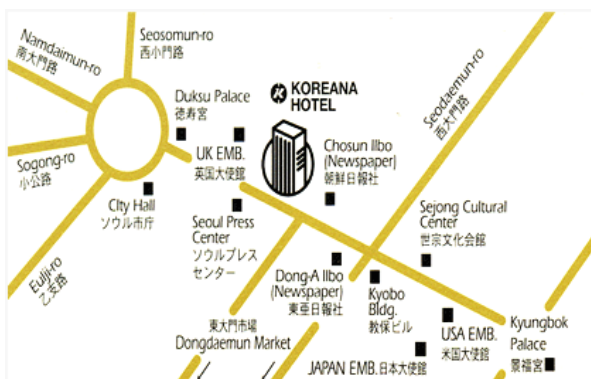 Seosomun-ro
西小門路
Namdaimun-ro
南大門路
Sogong-ro
小公路
Eulji-ro
乙支路
Duksu Palace
徳寿宮
UK EMB.
英国大使館
City Hall
ソウル市庁
KOREANA
HOTEL
Seodaemun-ro
西大門路
Chosun Ilbo
(Newspaper)
朝鮮日報社
Seoul Press
Center
ソウルプレス
センター
Sejong Cultural
Center
世宗文化会館
Dong-A Ilbo
(Newspaper)
東亜日報社
Kyobo
Bldg.
教保ビル
東大門市場
Dongdaemun Market
USA EMB.
米国大使館
JAPAN EMB.日本大使館
Kyungbok
Palace
景福宮